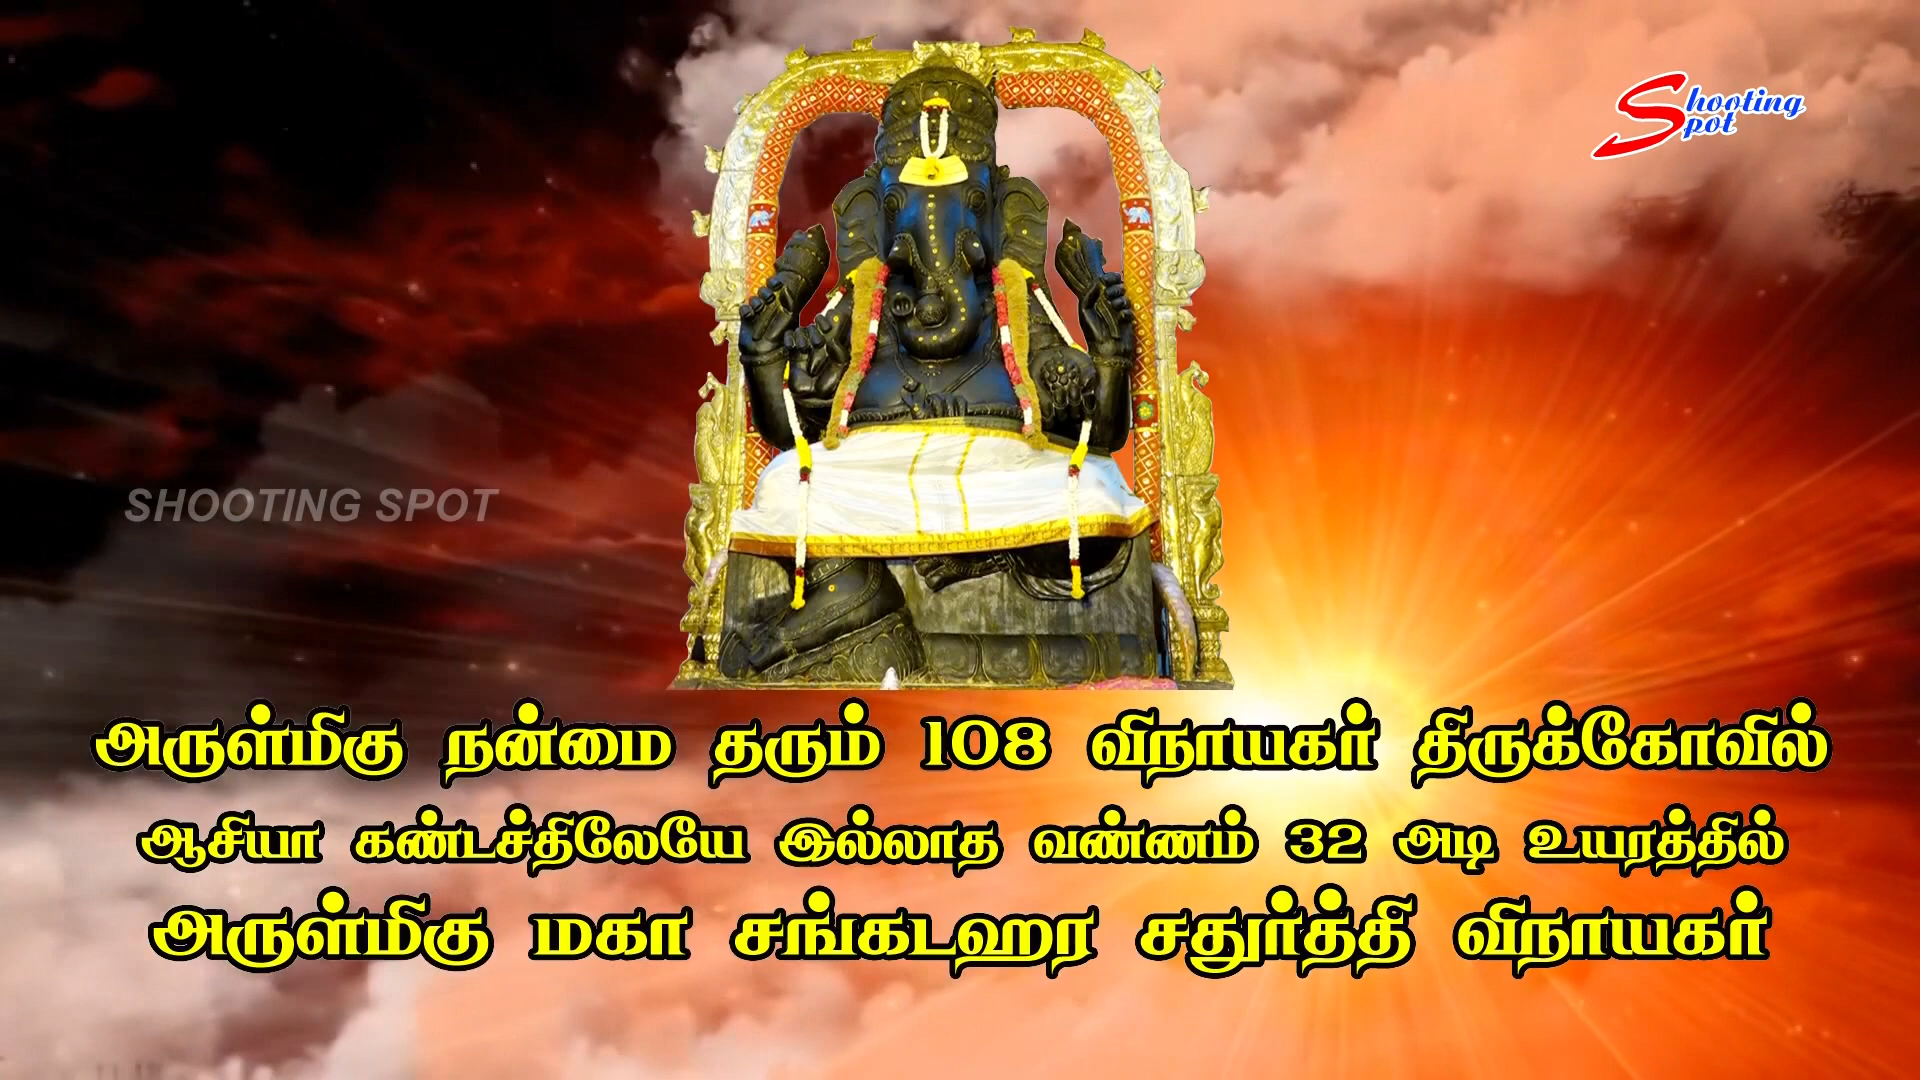 Shooting
Spot
SHOOTING SPOT
அருள்மிகு நன்மை தரும் 108 விநாயகர் திருக்கோவில்
ஆசியா கண்டச்திலேயே இல்லாத வண்ணம் 32 அடி உயரத்தில்
அருள்மிகு மகா சங்கடஹர சதுர்த்தி விநாயகர்